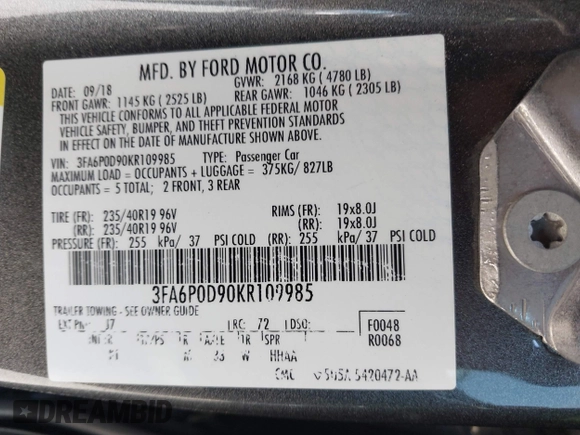 MFD. BY FORD MOTOR CO.
DATE: 09/18 GVWR: 2168 KG ( 4780 LB)
FRONT GAWR: 1145 KG ( 2525 LB) REAR GAWR: 1046 KG ( 2305 LB)
THIS VEHICLE CONFORMS TO ALL APPLICABLE FEDERAL MOTOR
VEHICLE SAFETY, BUMPER, AND THEFT PREVENTION STANDARDS
IN EFFECT ON THE DATE OF MANUFACTURE SHOWN ABOVE.
VIN: 3FA6P0D90KR109985 TYPE: Passenger Car
MAXIMUM LOAD = OCCUPANTS + LUGGAGE = 375KG/ 827LB
OCCUPANTS = 5 TOTAL; 2 FRONT, 3 REAR
TIRE (FR): 235/40R19 96V RIMS (FR): 19x8.0J
(RR): 235/40R19 96V (RR): 19x8.0J
PRESSURE (FR): 255 kPa/ 37 PSI COLD (RR): 255 kPa/ 37 PSI COLD
3FA6P0D90KR109985
TRAILER TOWING - SEE OWNER GUIDE
EXT 72 DSO: F0048
R0068
W HHAA
DREAMBID